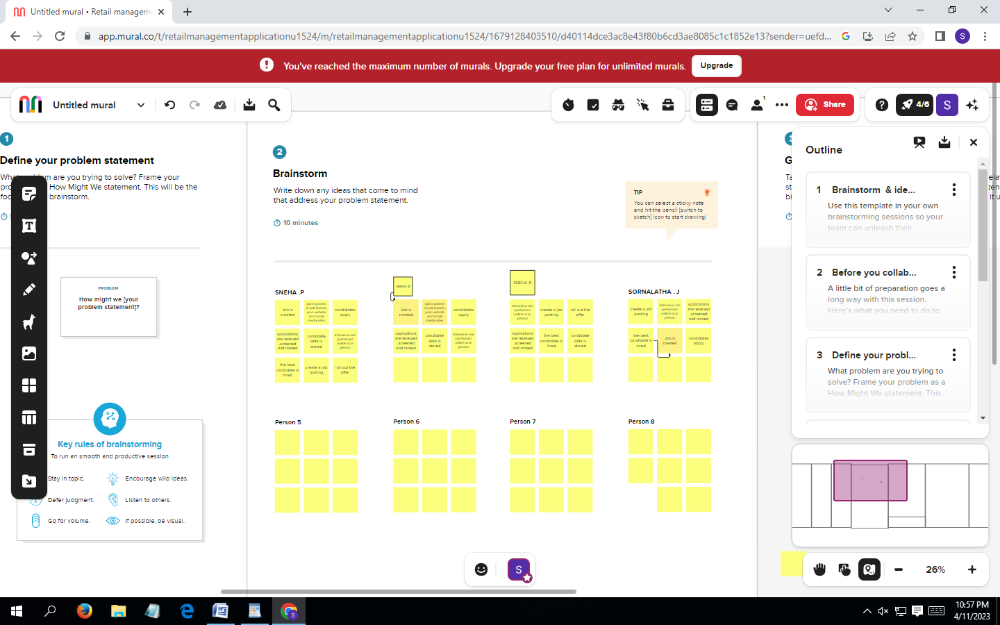 Untitled mural • Retail managem
app.mural.co/t/retailmanagementapplicationu1524/m/retailmanagementapplicationu1524/1679128403510/d40114dce3ac8e43f80b6cd3ae8085c1c1852e13?sender=uefd...
S
You've reached the maximum number of murals. Upgrade your free plan for unlimited murals.
Upgrade
Untitled mural
1
Share
4/6
S
1
Define your problem statement
What problem are you trying to solve? Frame your
How Might We statement. This will be the
brainstorm.
PROBLEM
How might we [your
problem statement]?
Key rules of brainstorming
To run an smooth and productive session
Stay in topic.
Encourage wild ideas.
Defer judgment.
Listen to others.
Go for volume.
If possible, be visual.
2
Brainstorm
Write down any ideas that come to mind
that address your problem statement.
10 minutes
TIP
You can select a sticky note
and hit the pencil [switch to
sketch] icon to start drawing!
SNEHA .P
Job is
created
job is posted
on job boards,
your website
and social
media sites
candidates
apply
applications
are received
,screened
and ranked
candidate
date is
stored
interviews are
performed
online or in
person
the best
candidate is
hired
create a job
posting
roll out the
offer
Job is
created
job is posted
on job boards,
your website
and social
media sites
candidates
apply
applications
are received
,screened
and ranked
candidate
date is
stored
interviews are
performed
online or in
person
SNEHA .R
interviews are
performed
online or in
person
create a job
posting
roll out the
offer
applications
are received
,screened
and ranked
the best
candidate is
hired
candidate
date is
stored
SORNALATHA . J
create a job
posting
interviews are
performed
online or in
person
applications
are received
,screened
and ranked
the best
candidate is
hired
Job is
created
candidates
apply
Person 5
Person 6
Person 7
Person 8
3
Outline
1 Brainstorm & ide...
Use this template in your own
brainstorming sessions so your
team can unleash their
2 Before you collab...
A little bit of preparation goes a
long way with this session.
Here's what you need to do to
3 Define your probl...
What problem are you trying to
solve? Frame your problem as a
How Might We statement. This
S
26%
10:57 PM
4/11/2023